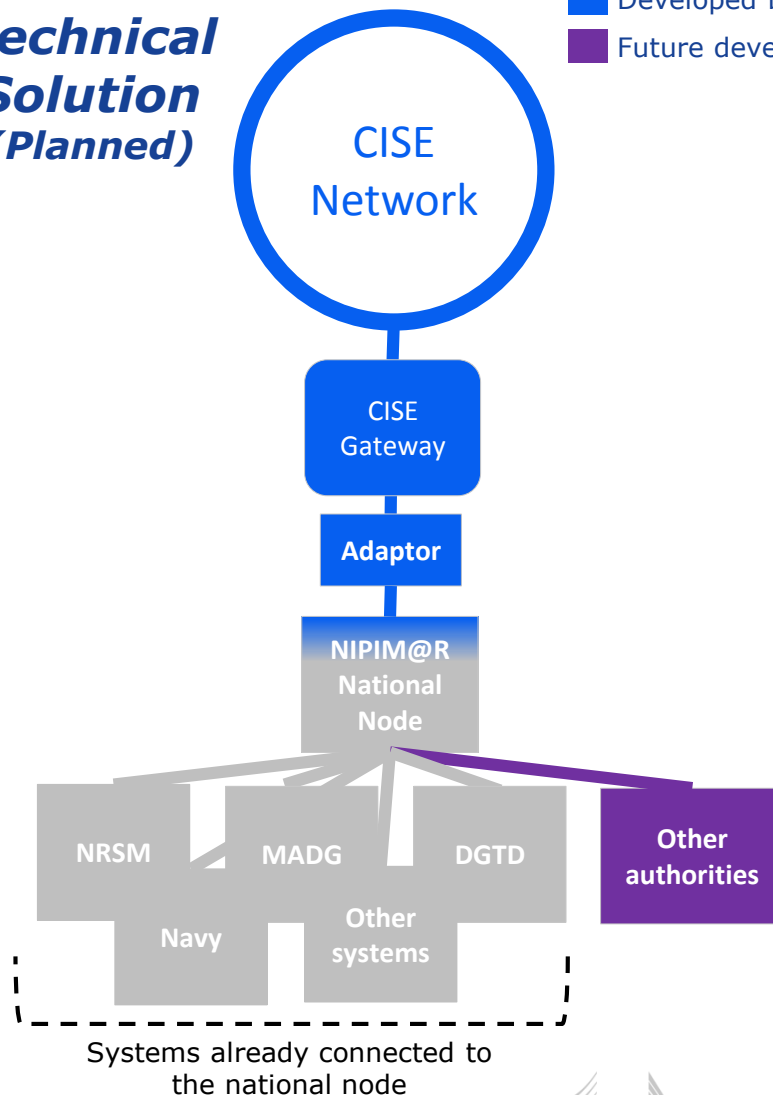 echnical
Solution
(Planned)
Developed
Future deve
CISE
Network
CISE
Gateway
Adaptor
NIPIM@R
National
Node
NRSM
MADG
DGTD
Other
authorities
Navy
Other
systems
Systems already connected to
the national node